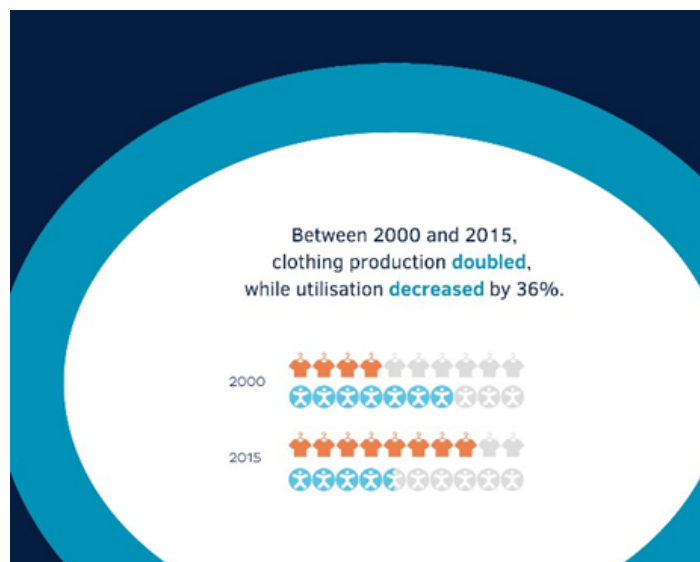 Between 2000 and 2015,
clothing production doubled,
while utilisation decreased by 36%.
2000
2015